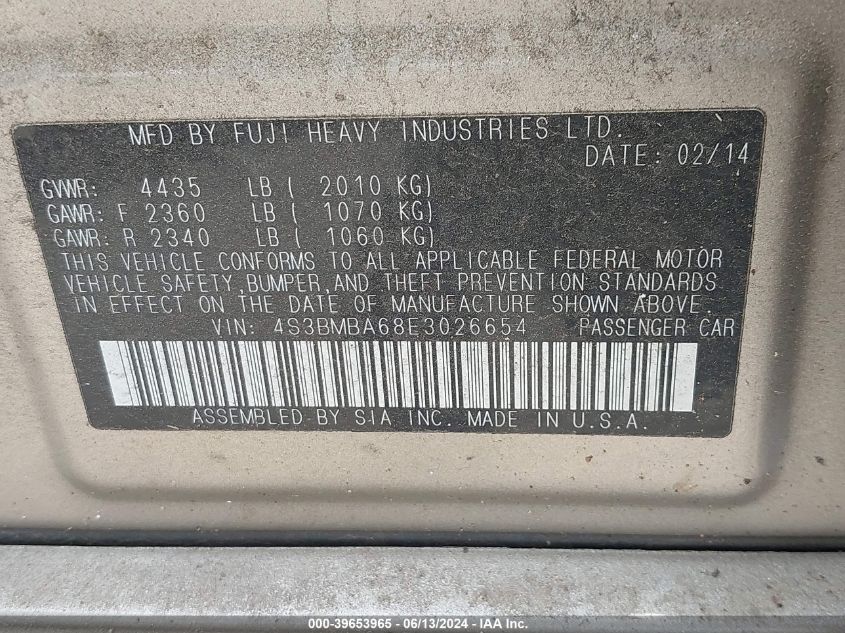 MFD BY FUJI HEAVY INDUSTRIES LTD.
DATE: 02/14
GVWR: 4435 LB ( 2010 KG)
GAWR: F 2360 LB ( 1070 KG)
GAWR: R 2340 LB ( 1060 KG)
THIS VEHICLE CONFORMS TO ALL APPLICABLE FEDERAL MOTOR
VEHICLE SAFETY, BUMPER, AND THEFT PREVENTION STANDARDS
IN EFFECT ON THE DATE OF MANUFACTURE SHOWN ABOVE.
VIN: 4S3BMBA68E3026654 PASSENGER CAR
ASSEMBLED BY SIA INC. MADE IN U.S.A.
000-39653965 - 06/13/2024 - IAA Inc.